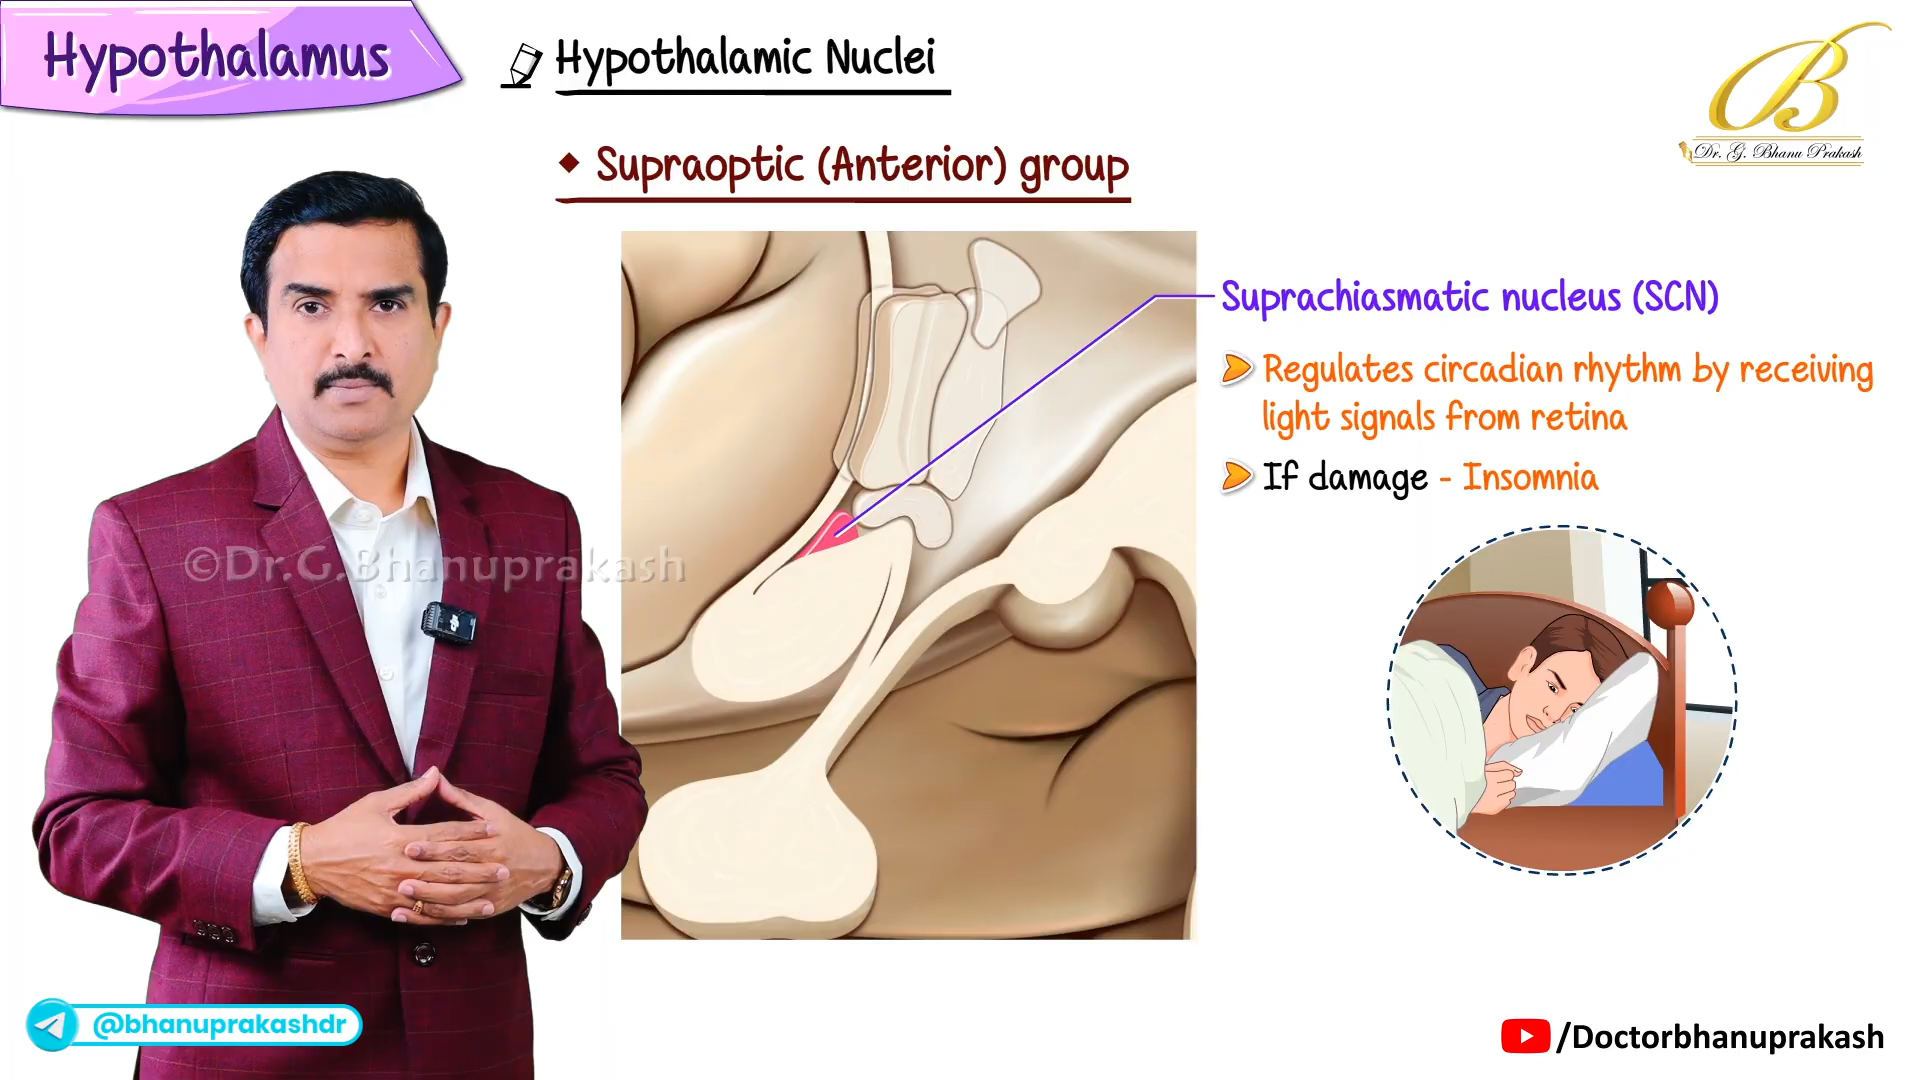 Hypothalamus
Hypothalamic Nuclei
Supraoptic (Anterior) group
B
Dr. G. Bhanu Prakash
Suprachiasmatic nucleus (SCN)
Regulates circadian rhythm by receiving
light signals from retina
If damage - Insomnia
©Dr.G.Bhanuprakash
@bhanuprakashdr
/Doctorbhanuprakash